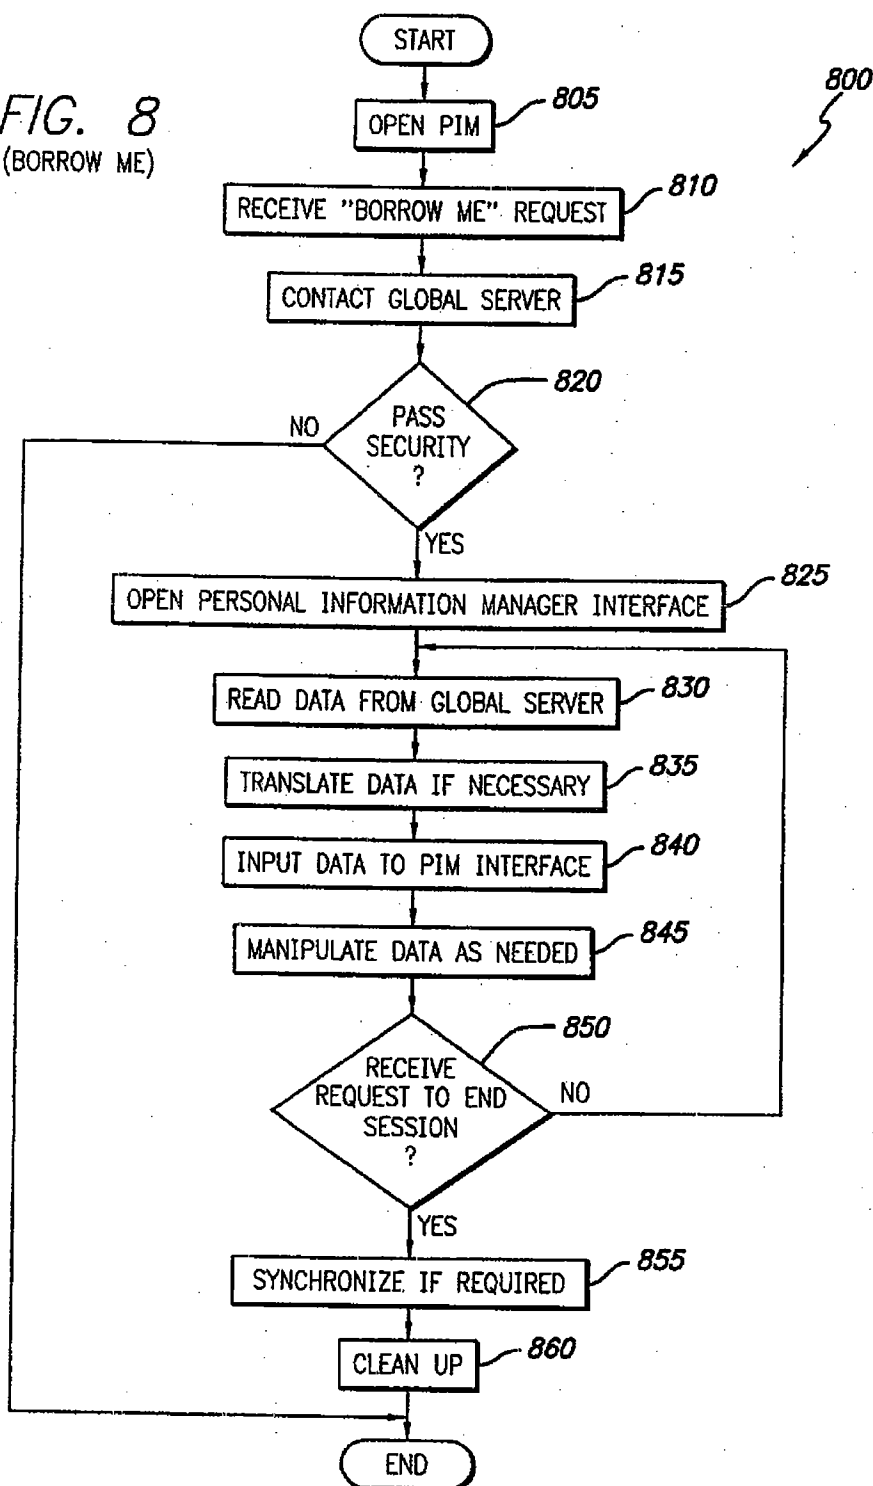 START
800
FIG. 8
(BORROW ME)
805
OPEN PIM
810
RECEIVE "BORROW ME" REQUEST
815
CONTACT GLOBAL SERVER
820
PASS
SECURITY
?
NO
YES
825
OPEN PERSONAL INFORMATION MANAGER INTERFACE
830
READ DATA FROM GLOBAL SERVER
835
TRANSLATE DATA IF NECESSARY
840
INPUT DATA TO PIM INTERFACE
845
MANIPULATE DATA AS NEEDED
850
RECEIVE
REQUEST TO END
SESSION
?
NO
YES
855
SYNCHRONIZE IF REQUIRED
860
CLEAN UP
END